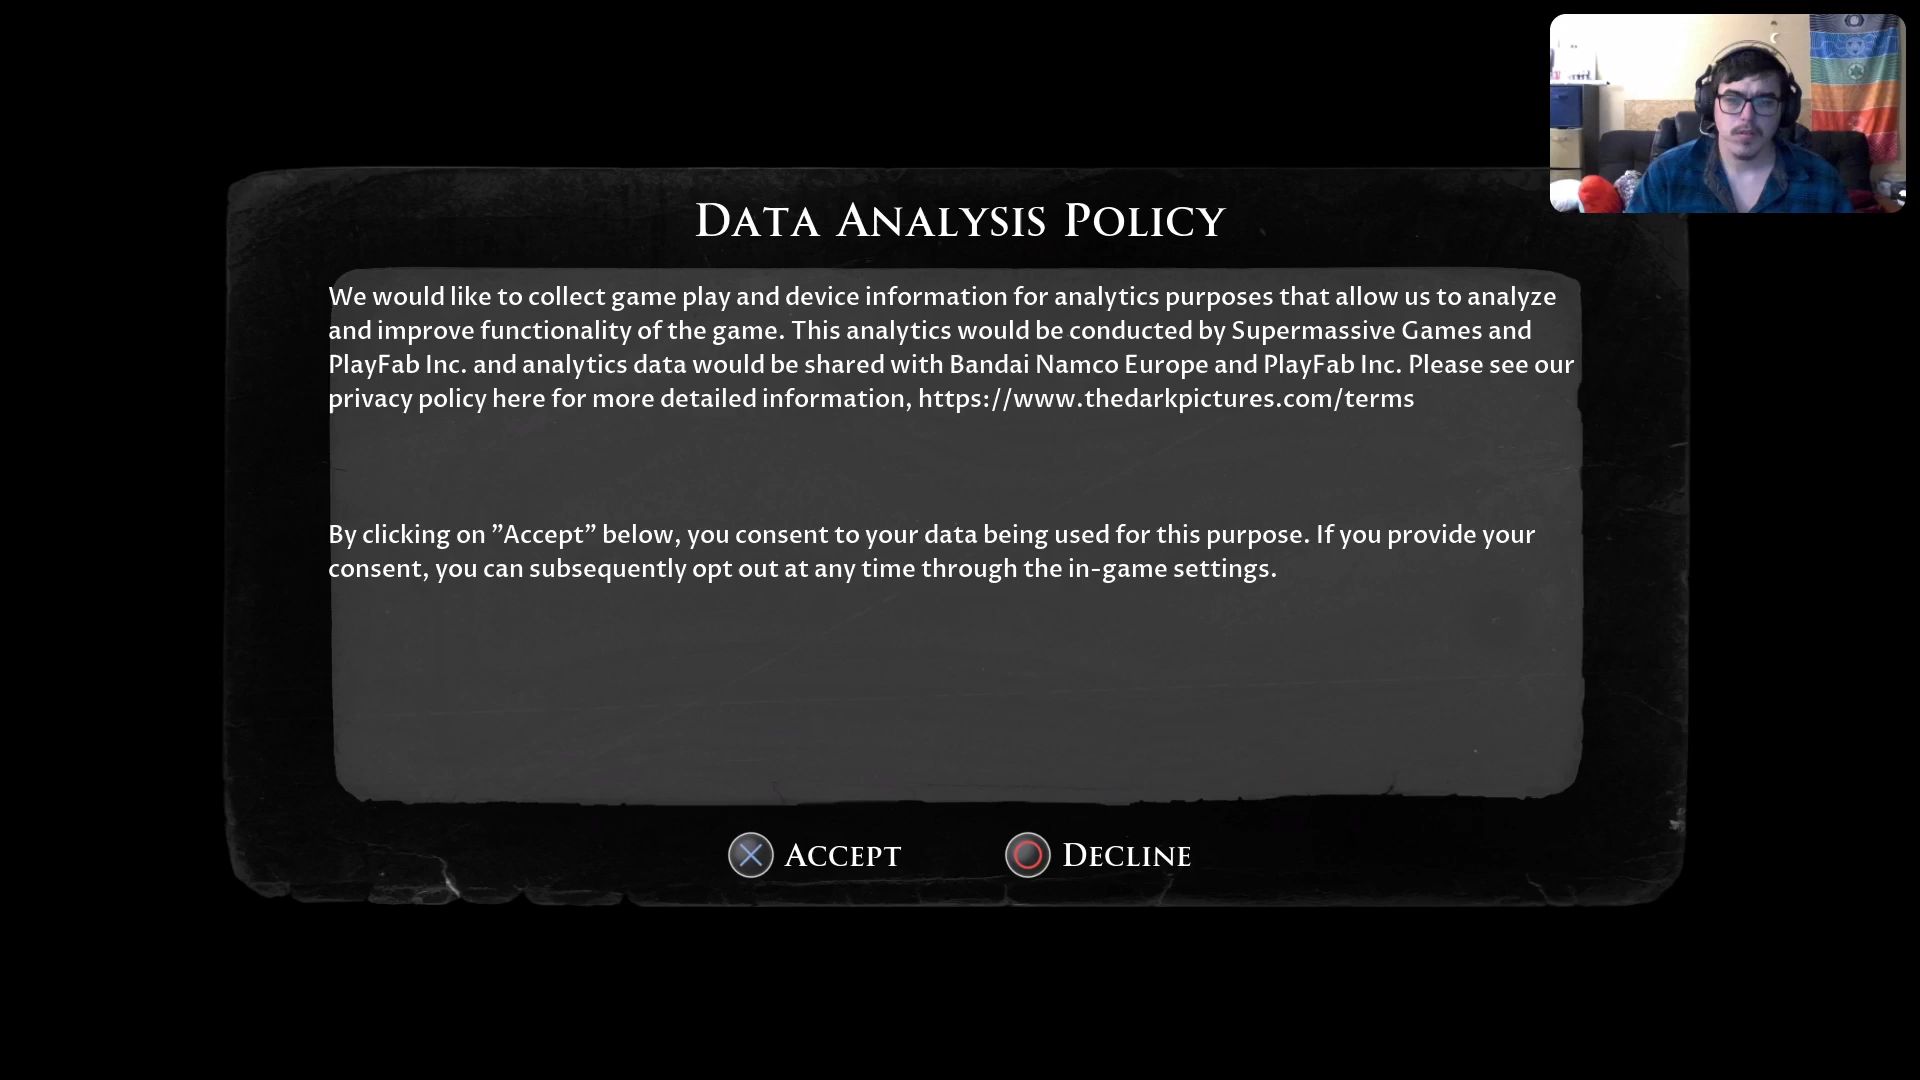 Data Analysis Policy
We would like to collect game play and device information for analytics purposes that allow us to analyze
and improve functionality of the game. This analytics would be conducted by Supermassive Games and
PlayFab Inc. and analytics data would be shared with Bandai Namco Europe and PlayFab Inc. Please see our
privacy policy here for more detailed information, https://www.thedarkpictures.com/terms
By clicking on ”Accept” below, you consent to your data being used for this purpose. If you provide your
consent, you can subsequently opt out at any time through the in-game settings.
Accept Decline